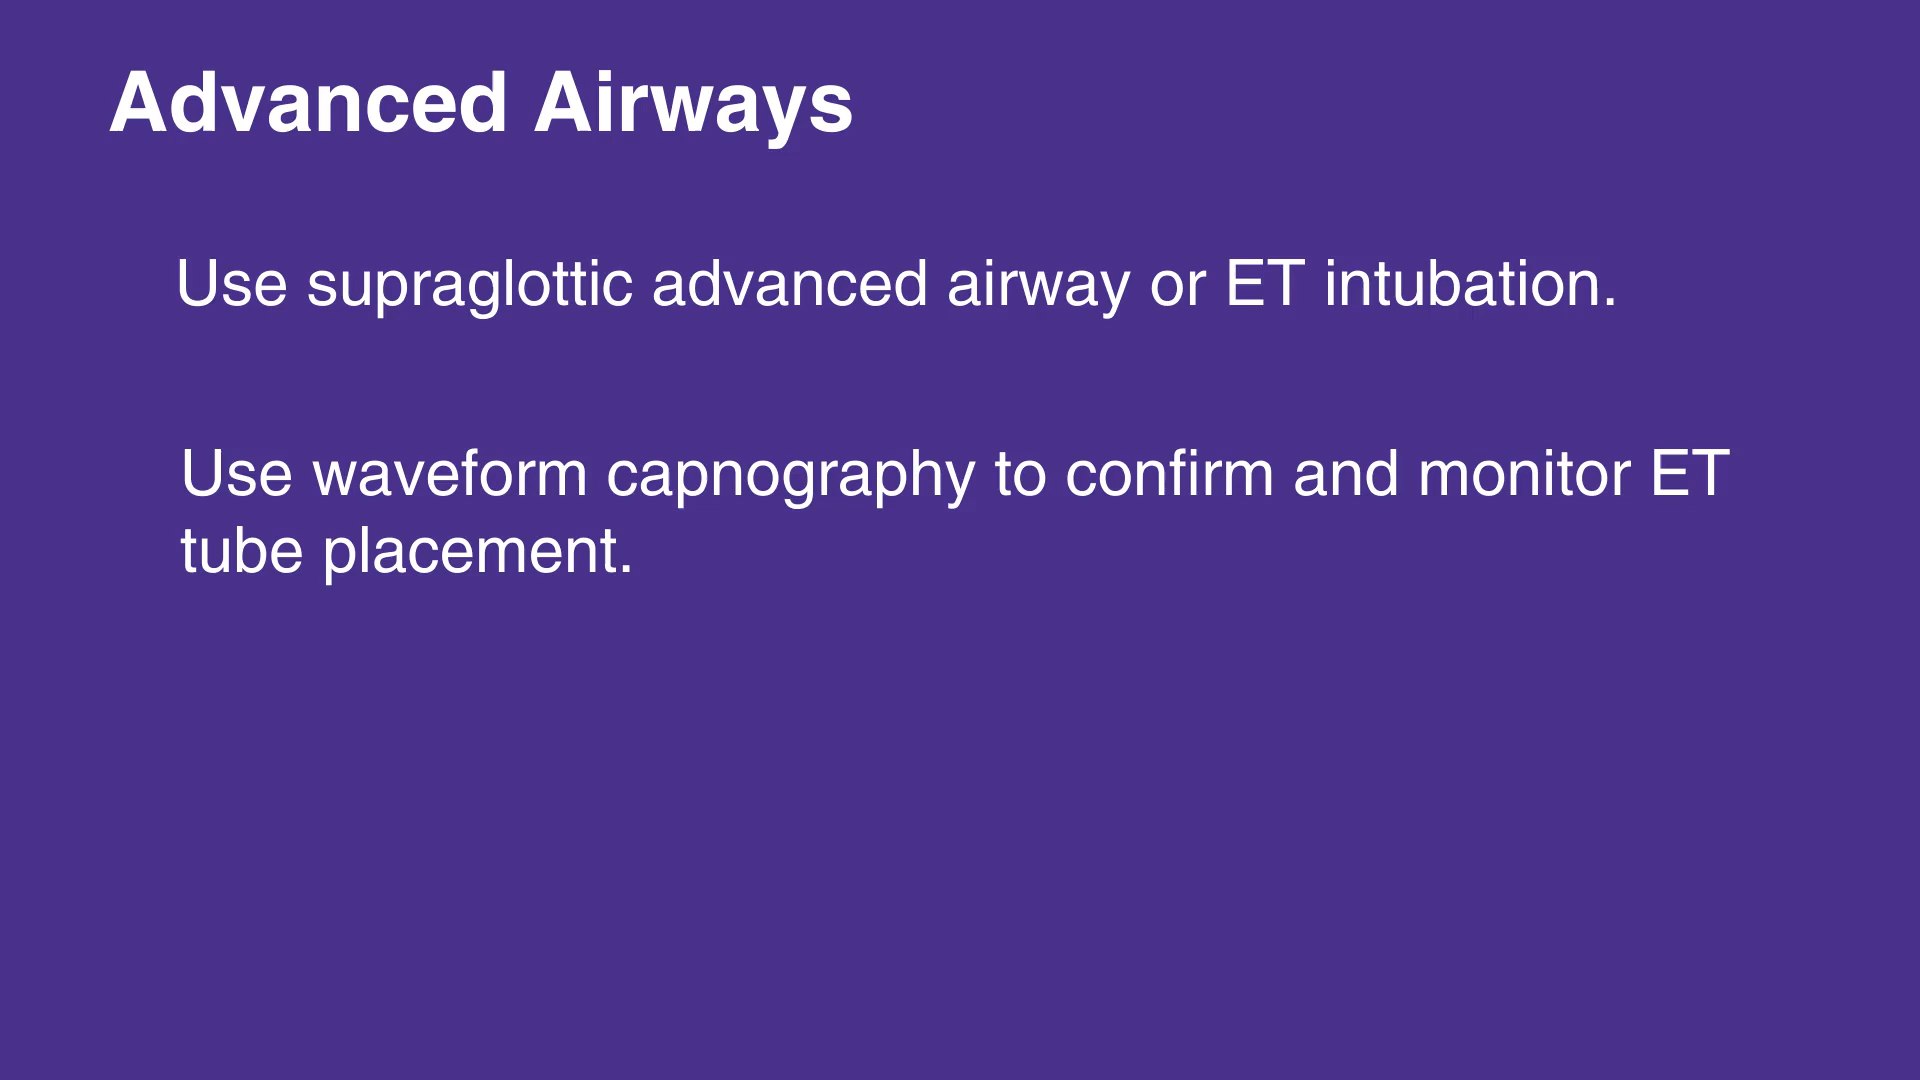 Advanced Airways
Use supraglottic advanced airway or ET intubation.
Use waveform capnography to confirm and monitor ET
tube placement.